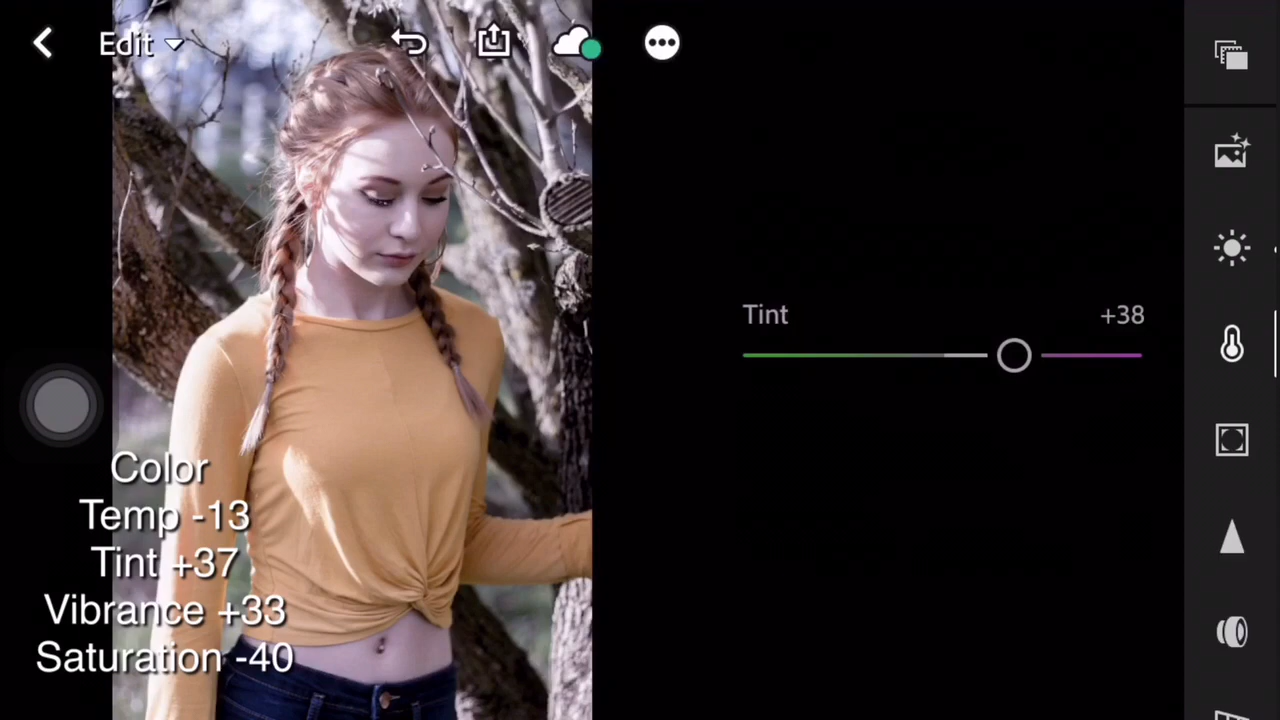 Edit
Tint +38
Color
Temp -13
Tint +37
Vibrance +33
Saturation -40